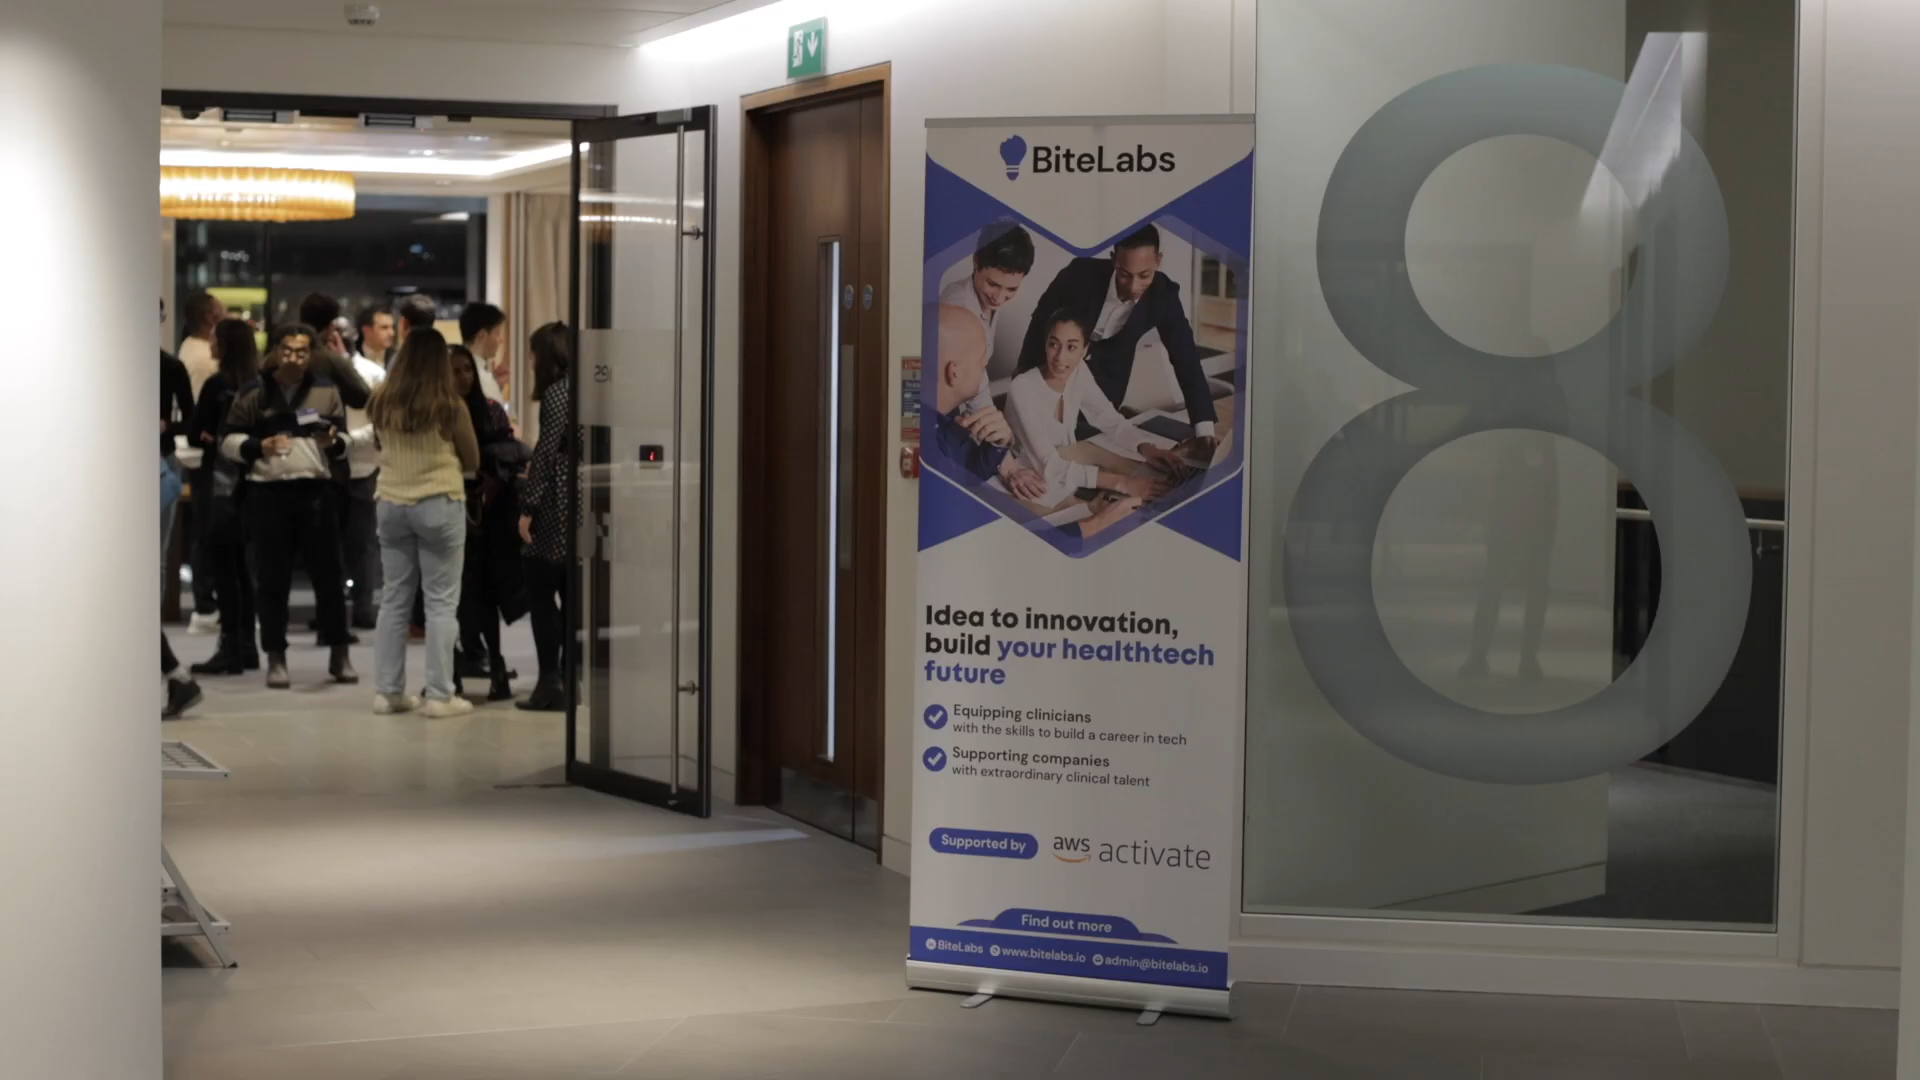 BiteLabs
Idea to innovation,
build your healthtech
future
Equipping clinicians
with the skills to build a career in tech
Supporting companies
with extraordinary clinical talent
Supported by
aws activate
Find out more
BiteLabs www.bitelabs.io admin@bitelabs.io
8